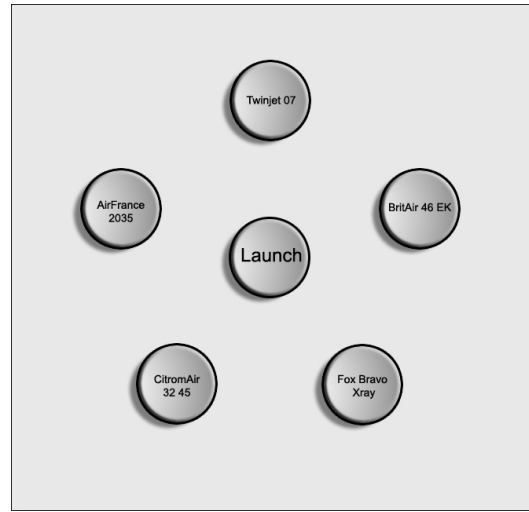 Twinjet 07
AirFrance
2035
BritAir 46 EK
Launch
CitromAir
32 45
Fox Bravo
Xray